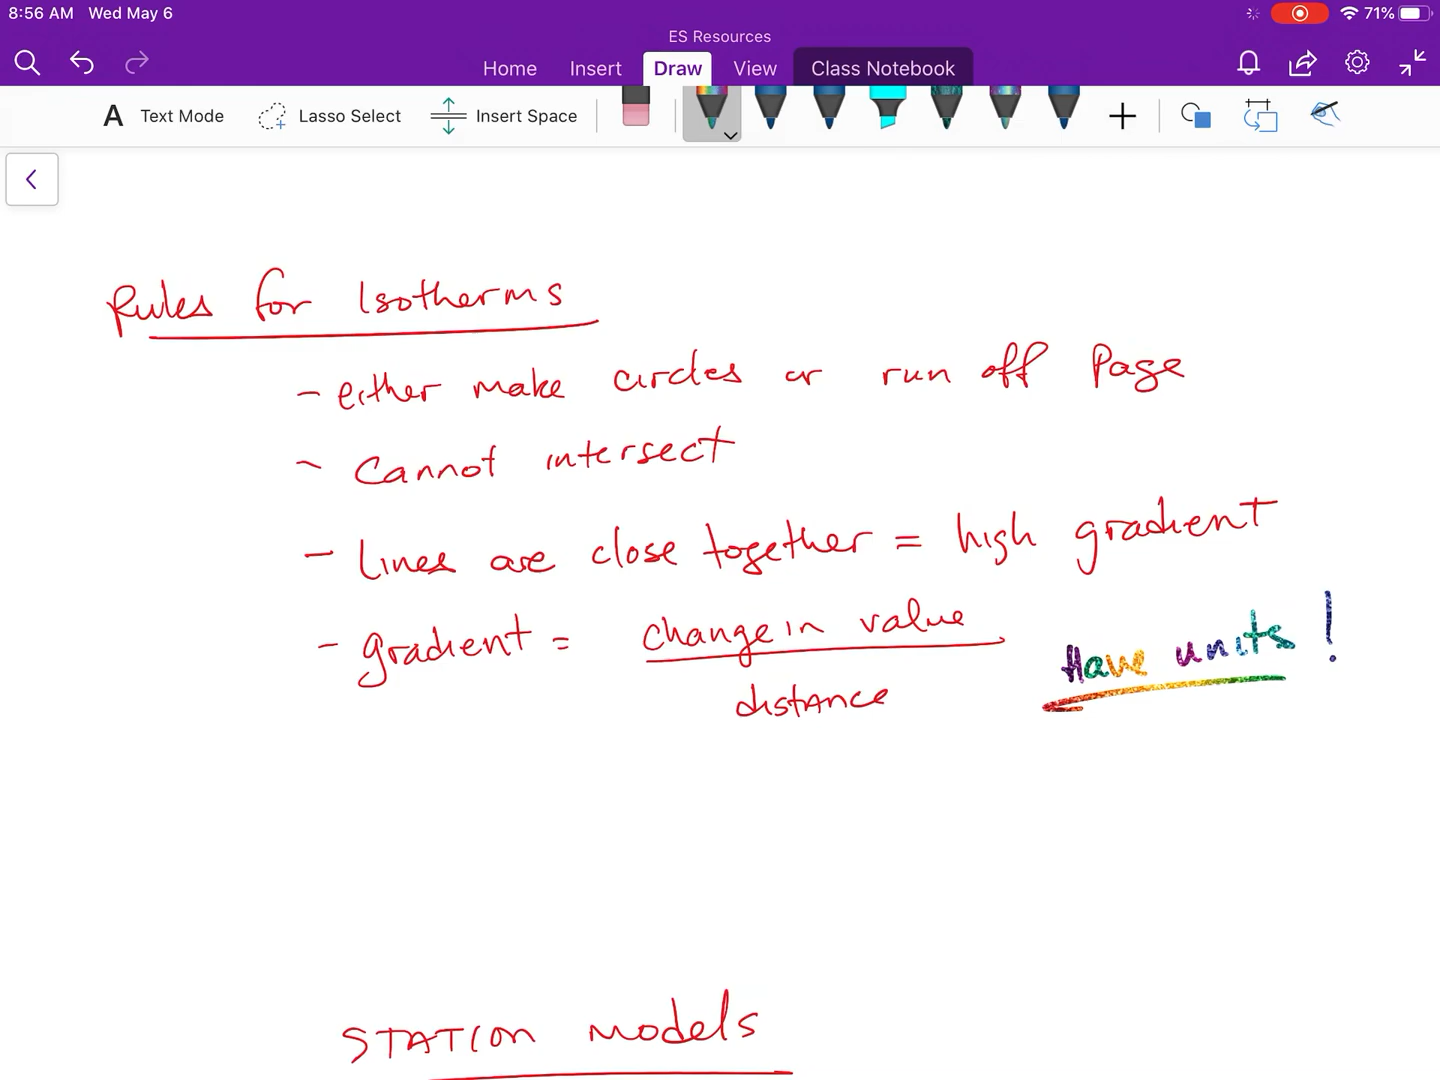 8:56 AM Wed May 6
71%
ES Resources
Home Insert Draw View Class Notebook
A Text Mode Lasso Select Insert Space
Rules for Isotherms
- either make circles or run off Page
- Cannot intersect
- Lines are close together = high gradient
- gradient = change in value
distance
Have units!
STATION models